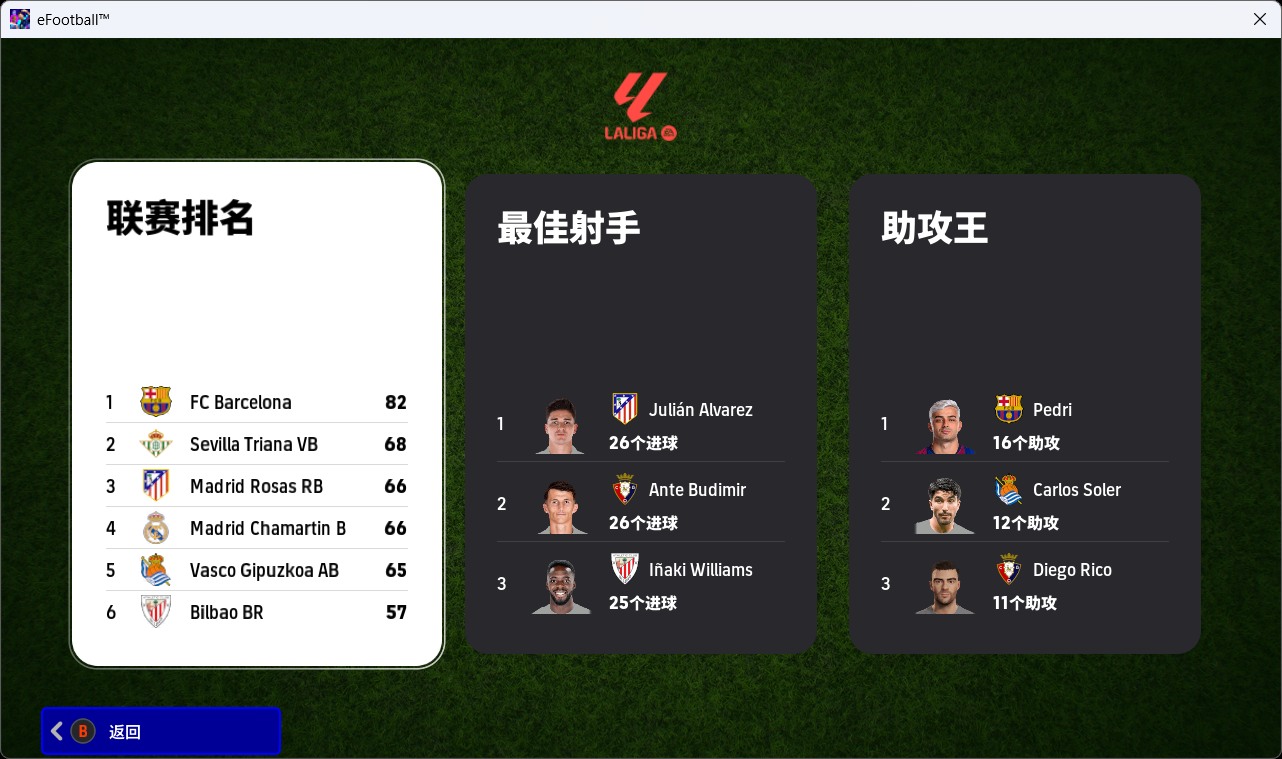 eFootball™
LALIGA EA
联赛排名
1 FC Barcelona 82
2 Sevilla Triana VB 68
3 Madrid Rosas RB 66
4 Madrid Chamartin B 66
5 Vasco Gipuzkoa AB 65
6 Bilbao BR 57
最佳射手
1 Julián Alvarez
26个进球
2 Ante Budimir
26个进球
3 Iñaki Williams
25个进球
助攻王
1 Pedri
16个助攻
2 Carlos Soler
12个助攻
3 Diego Rico
11个助攻
B 返回